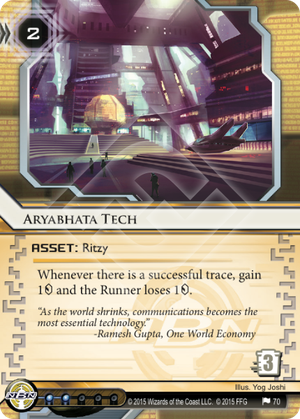 2
ARYABHATA TECH
ASSET: Ritzy
Whenever there is a successful trace, gain
1 and the Runner loses 1.
"As the world shrinks, communications becomes the
most essential technology."
-Ramesh Gupta, One World Economy
3
Illus. Yog Joshi
NBN
© 2015 Wizards of the Coast LLC. © 2015 FFG
70